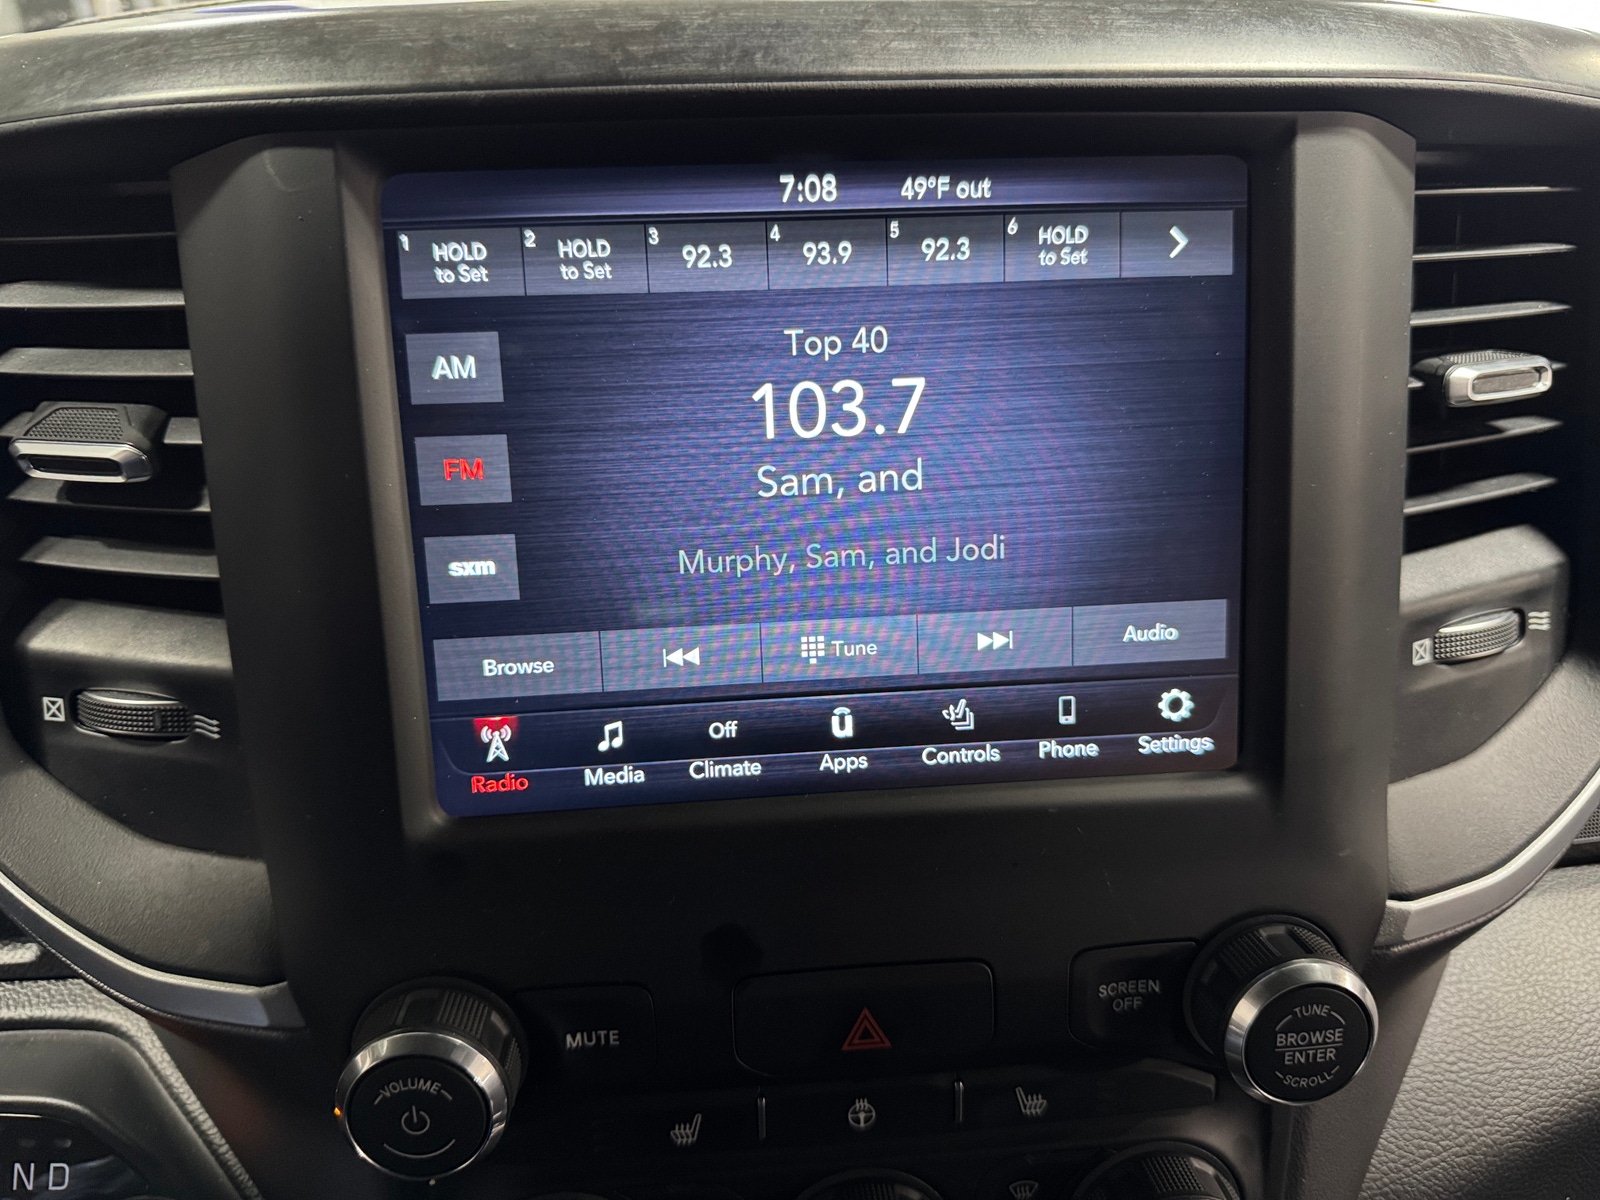 7:08 49°F out
1 HOLD to Set
2 HOLD to Set
3 92.3
4 93.9
5 92.3
6 HOLD to Set
AM
FM
sxm
Top 40
103.7
Sam, and
Murphy, Sam, and Jodi
Browse
Tune
Audio
Radio
Media
Off
Climate
Apps
Controls
Phone
Settings
VOLUME
MUTE
SCREEN
OFF
TUNE
BROWSE
ENTER
SCROLL
N D